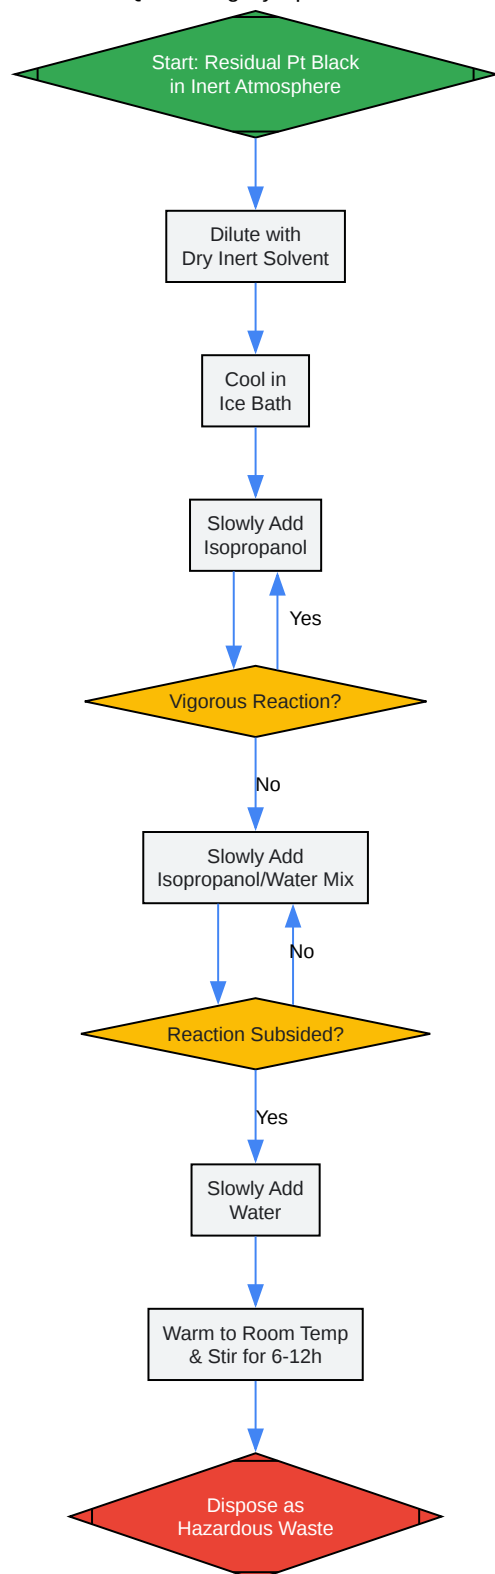 Start: Residual Pt Black
in Inert Atmosphere
Dilute with
Dry Inert Solvent
Cool in
Ice Bath
Slowly Add
Isopropanol
Yes
Vigorous Reaction?
No
Slowly Add
Isopropanol/Water Mix
No
Reaction Subsided?
Yes
Slowly Add
Water
Warm to Room Temp
& Stir for 6-12h
Dispose as
Hazardous Waste